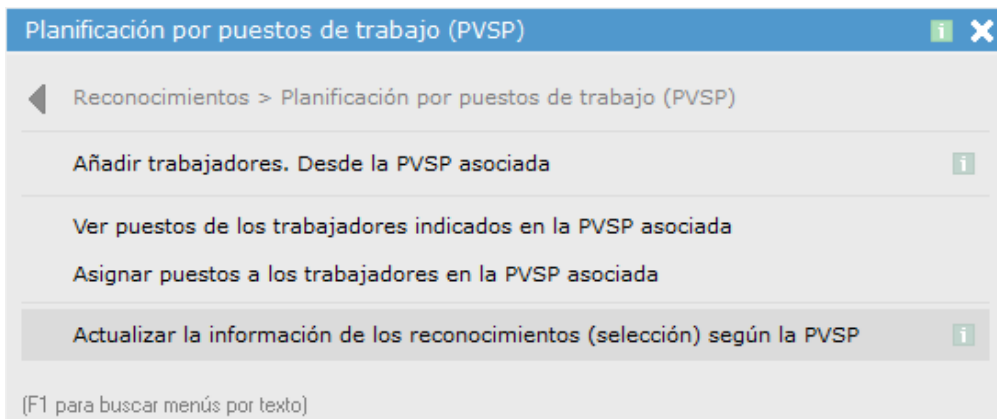 Planificación por puestos de trabajo (PVSP)
Reconocimientos > Planificación por puestos de trabajo (PVSP)
Añadir trabajadores. Desde la PVSP asociada
Ver puestos de los trabajadores indicados en la PVSP asociada
Asignar puestos a los trabajadores en la PVSP asociada
Actualizar la información de los reconocimientos (selección) según la PVSP
(F1 para buscar menús por texto)